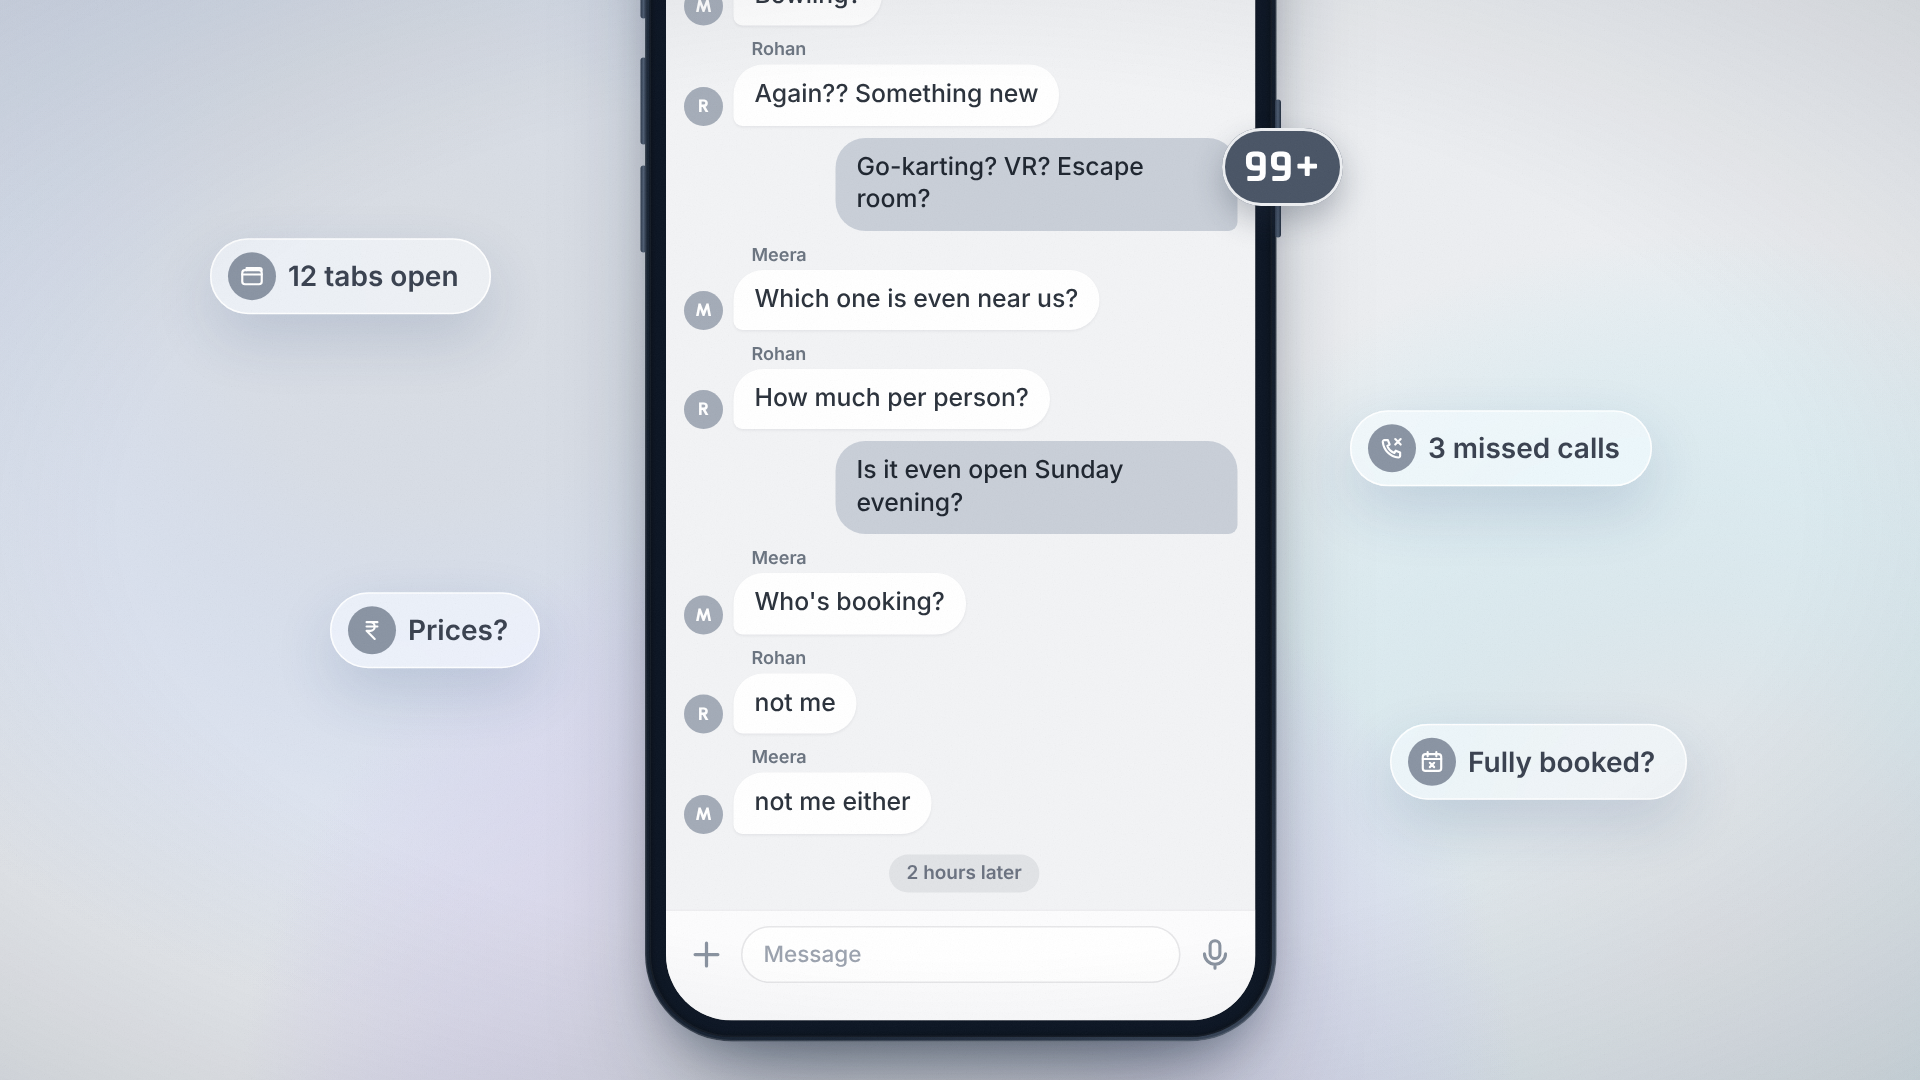 M
Bowling?
Rohan
R
Again?? Something new
Go-karting? VR? Escape
room?
99+
Meera
M
Which one is even near us?
Rohan
R
How much per person?
Is it even open Sunday
evening?
Meera
M
Who's booking?
Rohan
R
not me
Meera
M
not me either
2 hours later
Message
12 tabs open
₹
Prices?
3 missed calls
Fully booked?